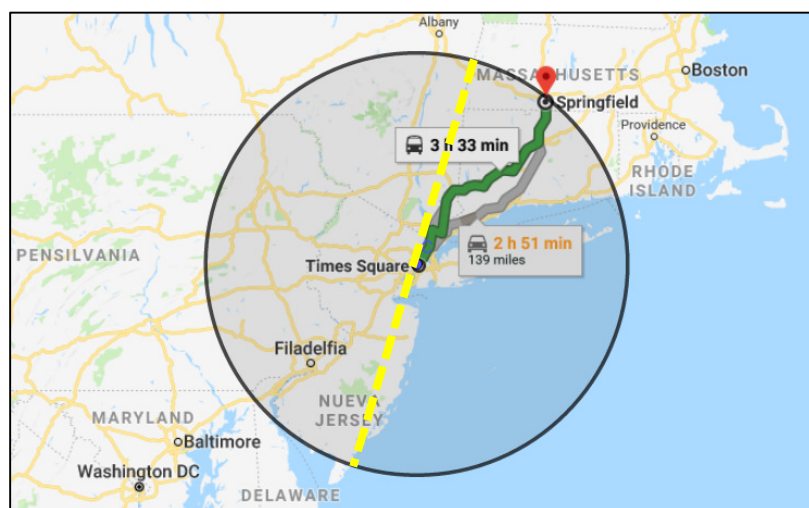 Albany
MASSACHUSETTS
Boston
Springfield
Providence
3 h 33 min
RHODE
ISLAND
PENSILVANIA
2 h 51 min
139 miles
Times Square
Filadelfia
NUEVA
JERSEY
MARYLAND
Baltimore
Washington DC
DELAWARE